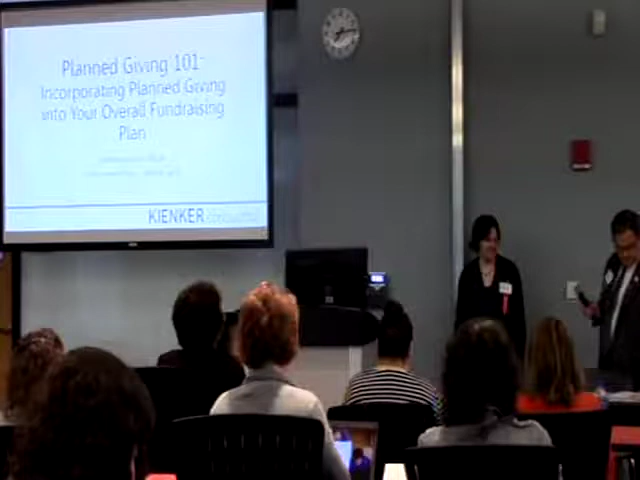 Planned Giving 101-
Incorporating Planned Giving
into Your Overall Fundraising
Plan
KIENKER